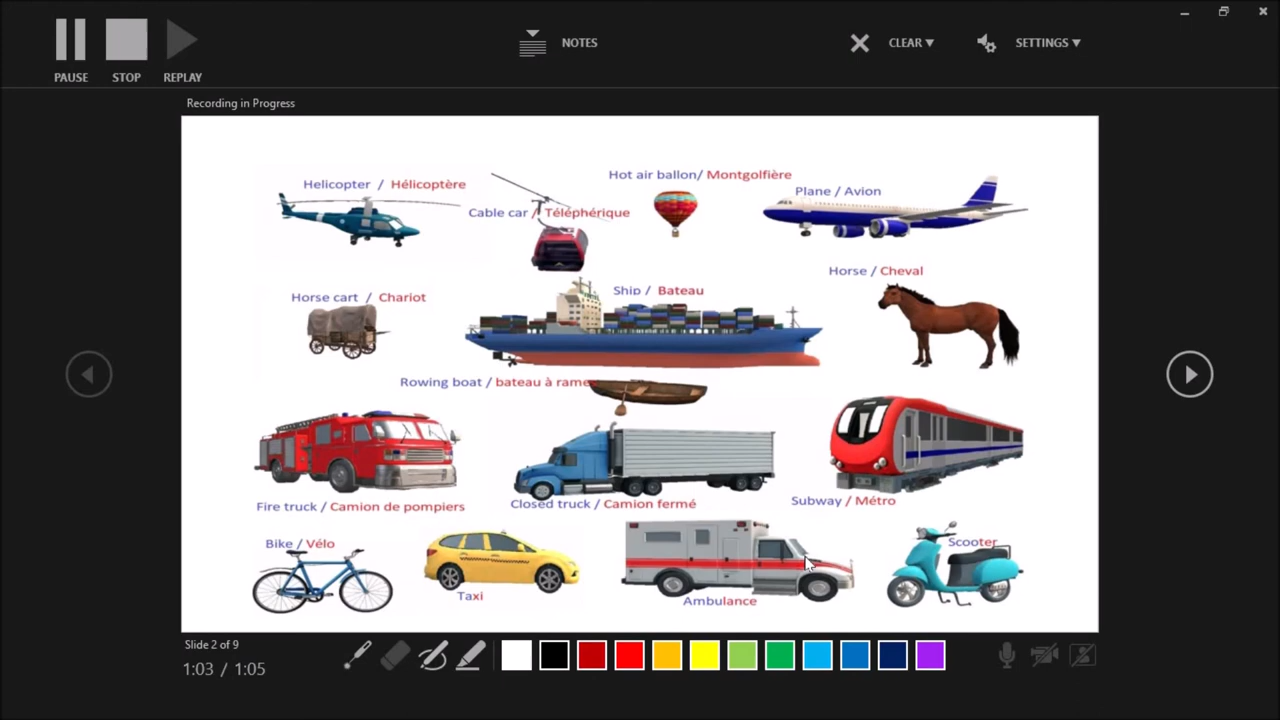 PAUSE
STOP
REPLAY
NOTES
CLEAR
SETTINGS
Recording in Progress
Helicopter / Hélicoptère
Cable car / Téléphérique
Hot air ballon/ Montgolfière
Plane / Avion
Horse cart / Chariot
Ship / Bateau
Horse / Cheval
Rowing boat / bateau à rames
Fire truck / Camion de pompiers
Closed truck / Camion fermé
Subway / Métro
Bike / Vélo
Taxi
Ambulance
Scooter
Slide 2 of 9
1:03 / 1:05